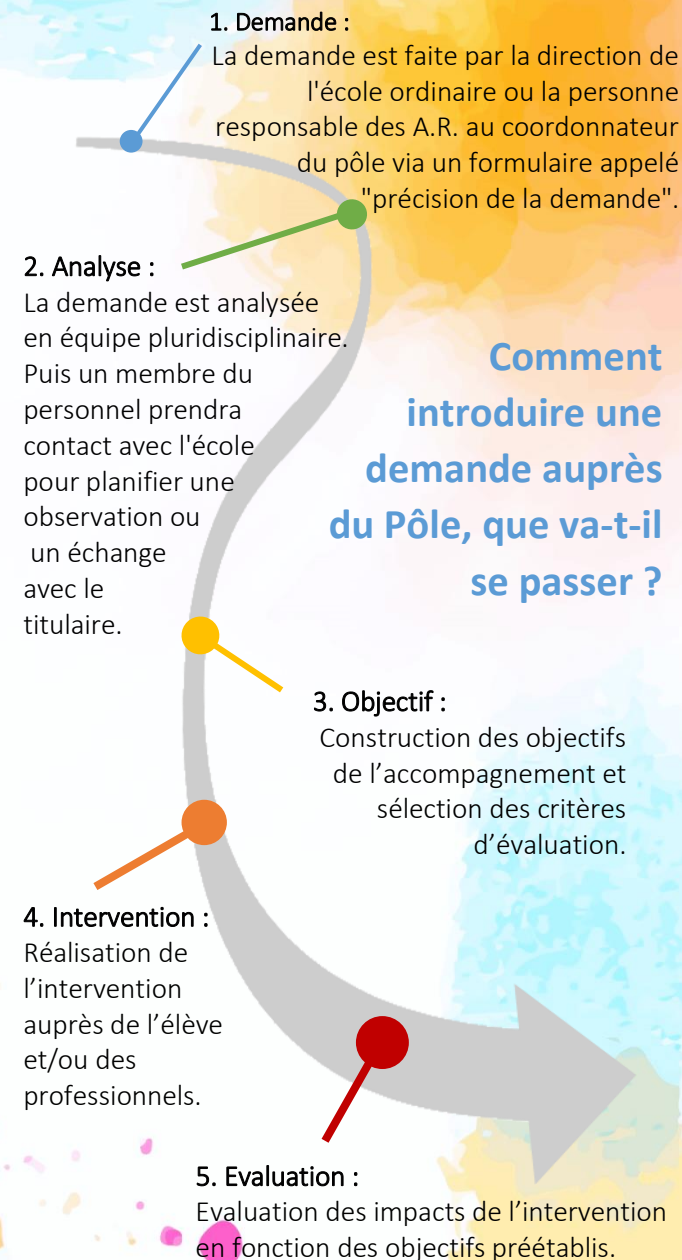 1. Demande :
La demande est faite par la direction de
l'école ordinaire ou la personne
responsable des A.R. au coordonnateur
du pôle via un formulaire appelé
"précision de la demande".
2. Analyse :
La demande est analysée
en équipe pluridisciplinaire.
Puis un membre du
personnel prendra
contact avec l'école
pour planifier une
observation ou
un échange
avec le
titulaire.
Comment
introduire une
demande auprès
du Pôle, que va-t-il
se passer ?
3. Objectif :
Construction des objectifs
de l’accompagnement et
sélection des critères
d’évaluation.
4. Intervention :
Réalisation de
l’intervention
auprès de l’élève
et/ou des
professionnels.
5. Evaluation :
Evaluation des impacts de l’intervention
en fonction des objectifs préétablis.